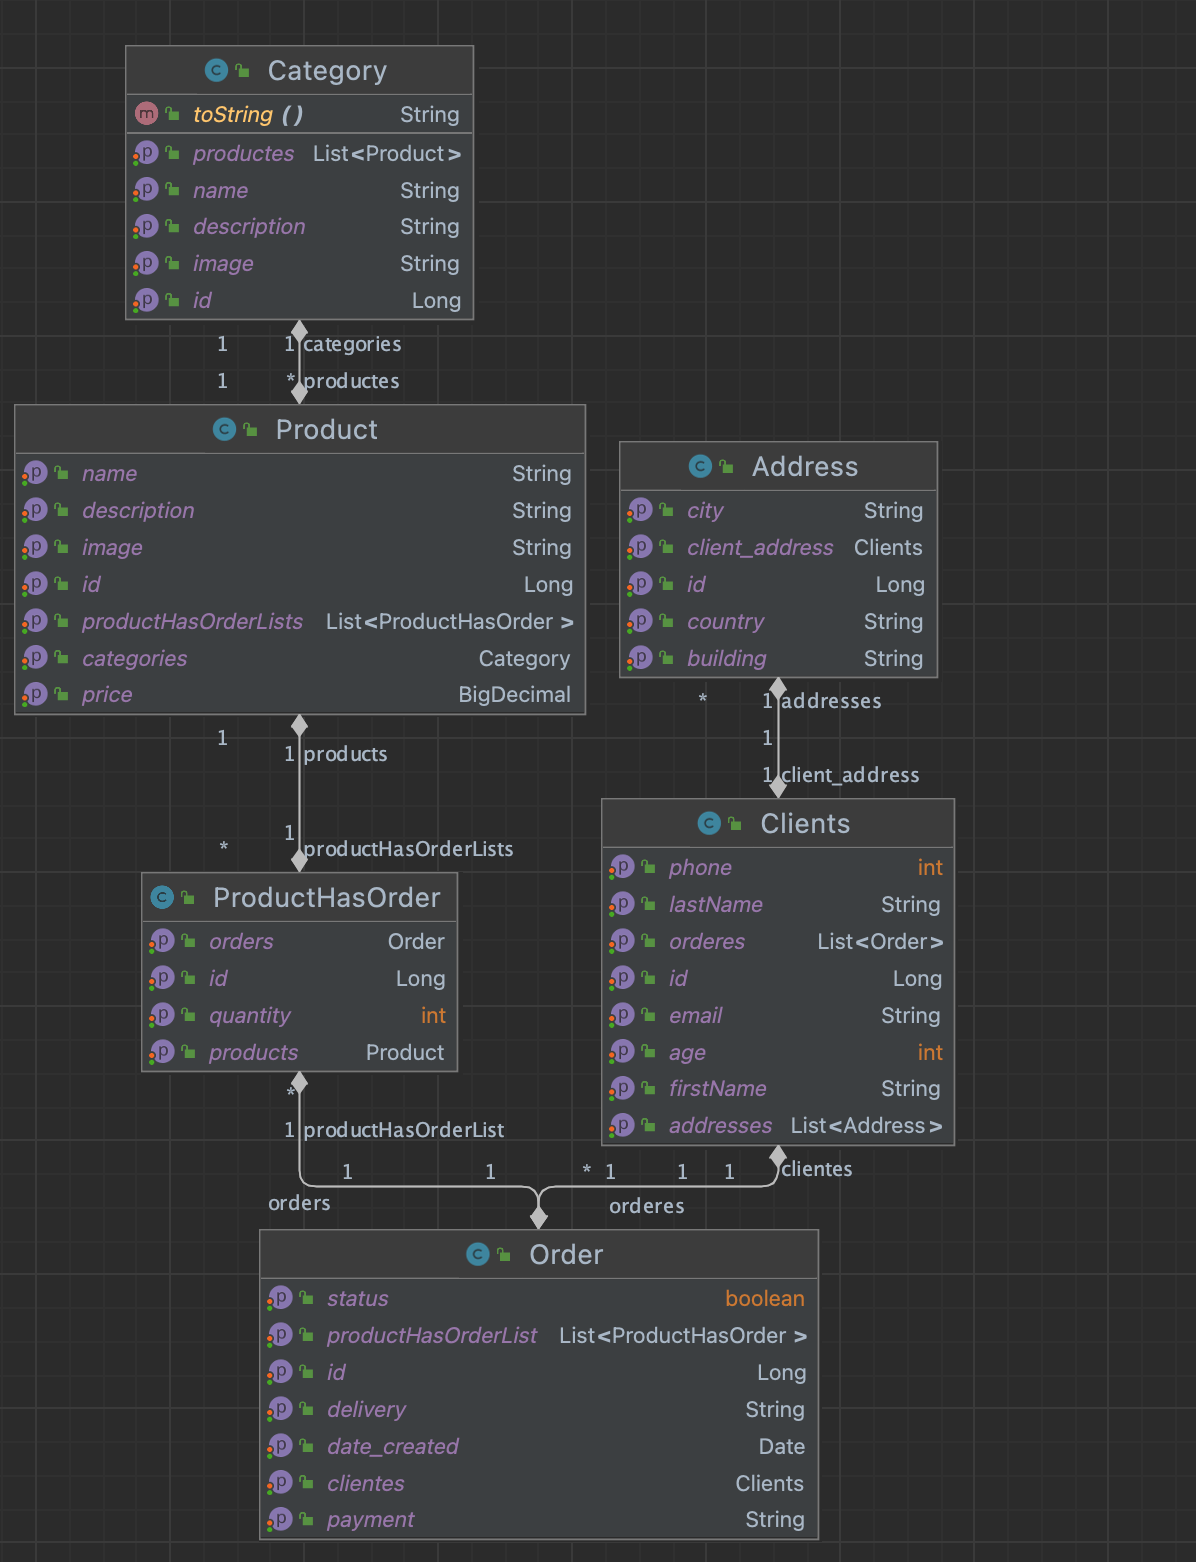 C Category
m toString () String
p productes List<Product>
p name String
p description String
p image String
p id Long
1 1 categories
1 * productes
C Product
p name String
p description String
p image String
p id Long
p productHasOrderLists List<ProductHasOrder >
p categories Category
p price BigDecimal
C Address
p city String
p client_address Clients
p id Long
p country String
p building String
* 1 addresses
1
1 client_address
1
1 products
1
* productHasOrderLists
C Clients
p phone int
p lastName String
p orderes List<Order>
p id Long
p email String
p age int
p firstName String
p addresses List<Address>
C ProductHasOrder
p orders Order
p id Long
p quantity int
p products Product
*
1 productHasOrderList
1 1 * 1 1 1 clientes
orders orderes
C Order
p status boolean
p productHasOrderList List<ProductHasOrder >
p id Long
p delivery String
p date_created Date
p clientes Clients
p payment String